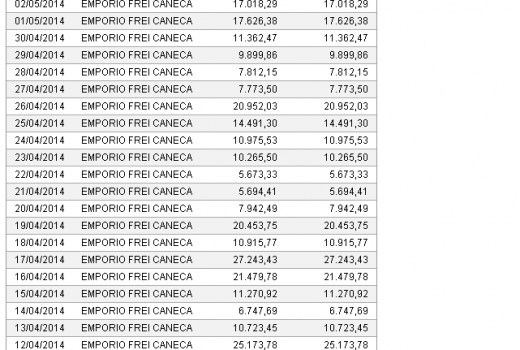 02/05/2014 EMPORIO FREI CANECA 17.018,29 17.018,29
01/05/2014 EMPORIO FREI CANECA 17.626,38 17.626,38
30/04/2014 EMPORIO FREI CANECA 11.362,47 11.362,47
29/04/2014 EMPORIO FREI CANECA 9.899,86 9.899,86
28/04/2014 EMPORIO FREI CANECA 7.812,15 7.812,15
27/04/2014 EMPORIO FREI CANECA 7.773,50 7.773,50
26/04/2014 EMPORIO FREI CANECA 20.952,03 20.952,03
25/04/2014 EMPORIO FREI CANECA 14.491,30 14.491,30
24/04/2014 EMPORIO FREI CANECA 10.975,53 10.975,53
23/04/2014 EMPORIO FREI CANECA 10.265,50 10.265,50
22/04/2014 EMPORIO FREI CANECA 5.673,33 5.673,33
21/04/2014 EMPORIO FREI CANECA 5.694,41 5.694,41
20/04/2014 EMPORIO FREI CANECA 7.942,49 7.942,49
19/04/2014 EMPORIO FREI CANECA 20.453,75 20.453,75
18/04/2014 EMPORIO FREI CANECA 10.915,77 10.915,77
17/04/2014 EMPORIO FREI CANECA 27.243,43 27.243,43
16/04/2014 EMPORIO FREI CANECA 21.479,78 21.479,78
15/04/2014 EMPORIO FREI CANECA 11.270,92 11.270,92
14/04/2014 EMPORIO FREI CANECA 6.747,69 6.747,69
13/04/2014 EMPORIO FREI CANECA 10.723,45 10.723,45
12/04/2014 EMPORIO FREI CANECA 25.173,78 25.173,78